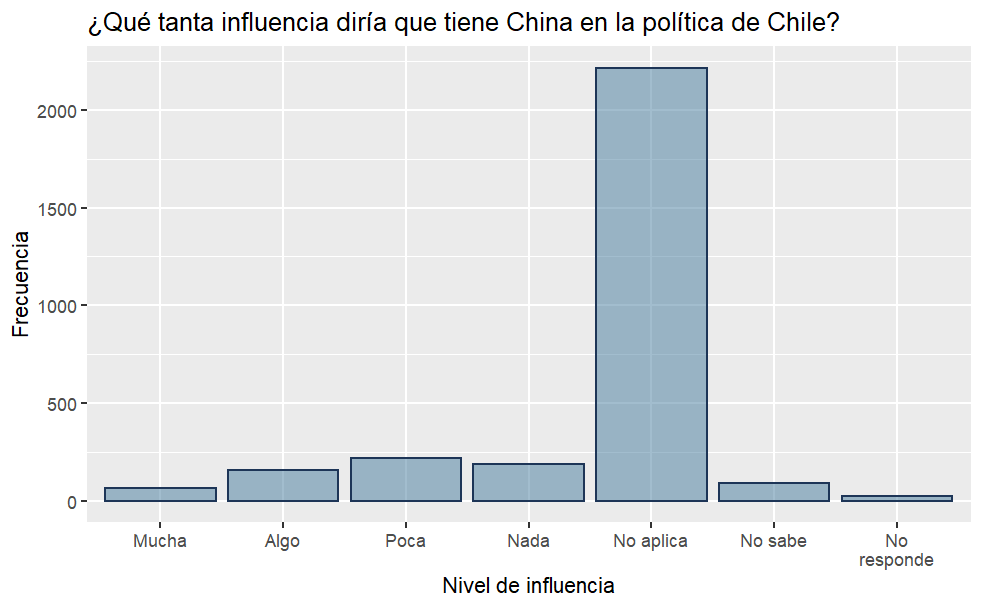 ¿Qué tanta influencia diría que tiene China en la política de Chile?
Frecuencia
2000
1500
1000
500
0
Mucha
Algo
Poca
Nada
No aplica
No sabe
No
responde
Nivel de influencia